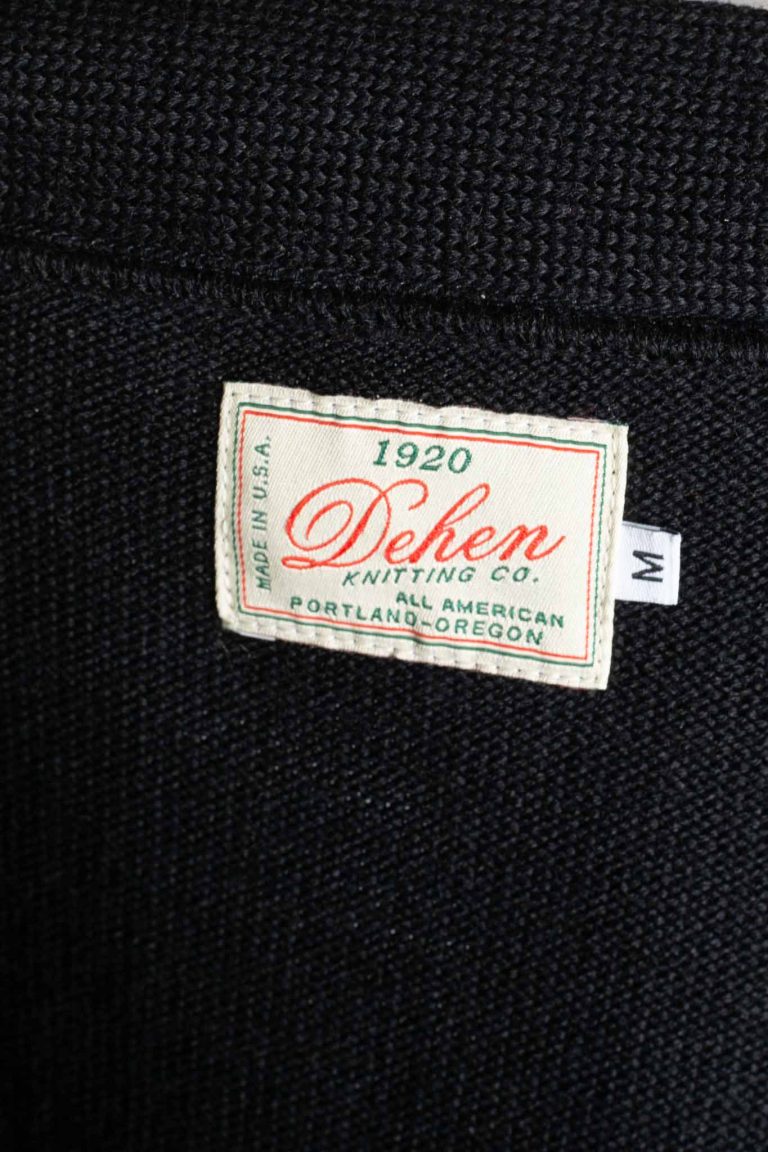 1920
Dehen
KNITTING CO.
ALL AMERICAN
PORTLAND-OREGON
MADE IN U.S.A.
M